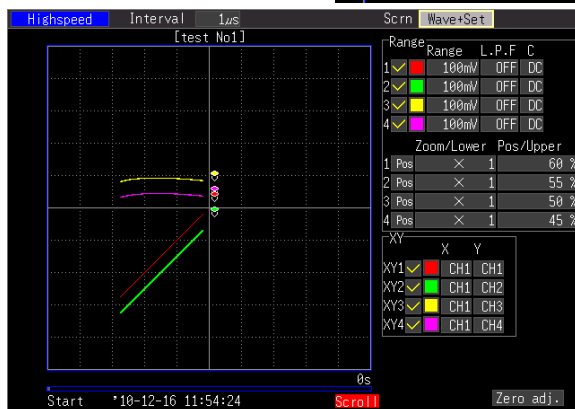 Highspeed Interval 1µs Scrn Wave+Set
[test No1]
Range
Range L.P.F C
1 100mV OFF DC
2 100mV OFF DC
3 100mV OFF DC
4 100mV OFF DC
Zoom/Lower Pos/Upper
1 Pos × 1 60 %
2 Pos × 1 55 %
3 Pos × 1 50 %
4 Pos × 1 45 %
XY
X Y
XY1 CH1 CH1
XY2 CH1 CH2
XY3 CH1 CH3
XY4 CH1 CH4
0s
Start '10-12-16 11:54:24 Scroll Zero adj.